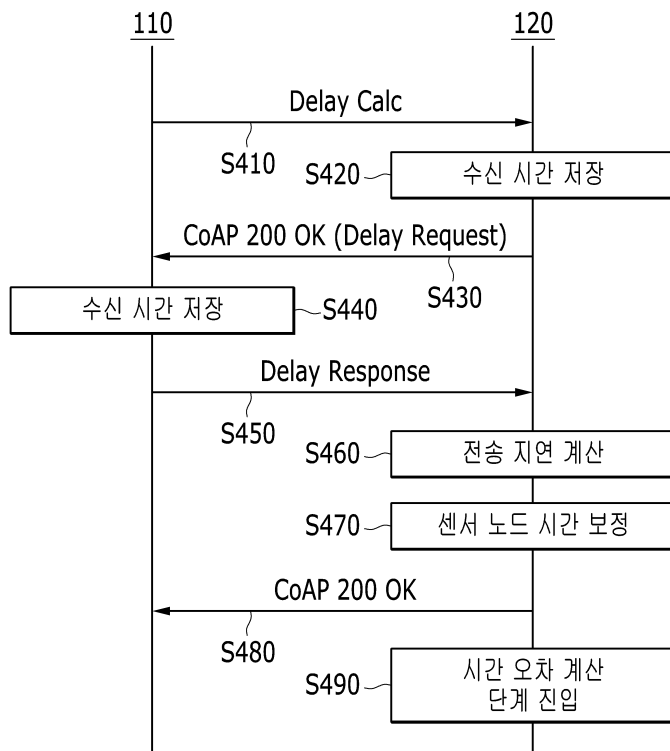 110
120
Delay Calc
S410
S420
수신 시간 저장
CoAP 200 OK (Delay Request)
S430
수신 시간 저장
S440
Delay Response
S450
S460
전송 지연 계산
S470
센서 노드 시간 보정
CoAP 200 OK
S480
S490
시간 오차 계산
단계 진입